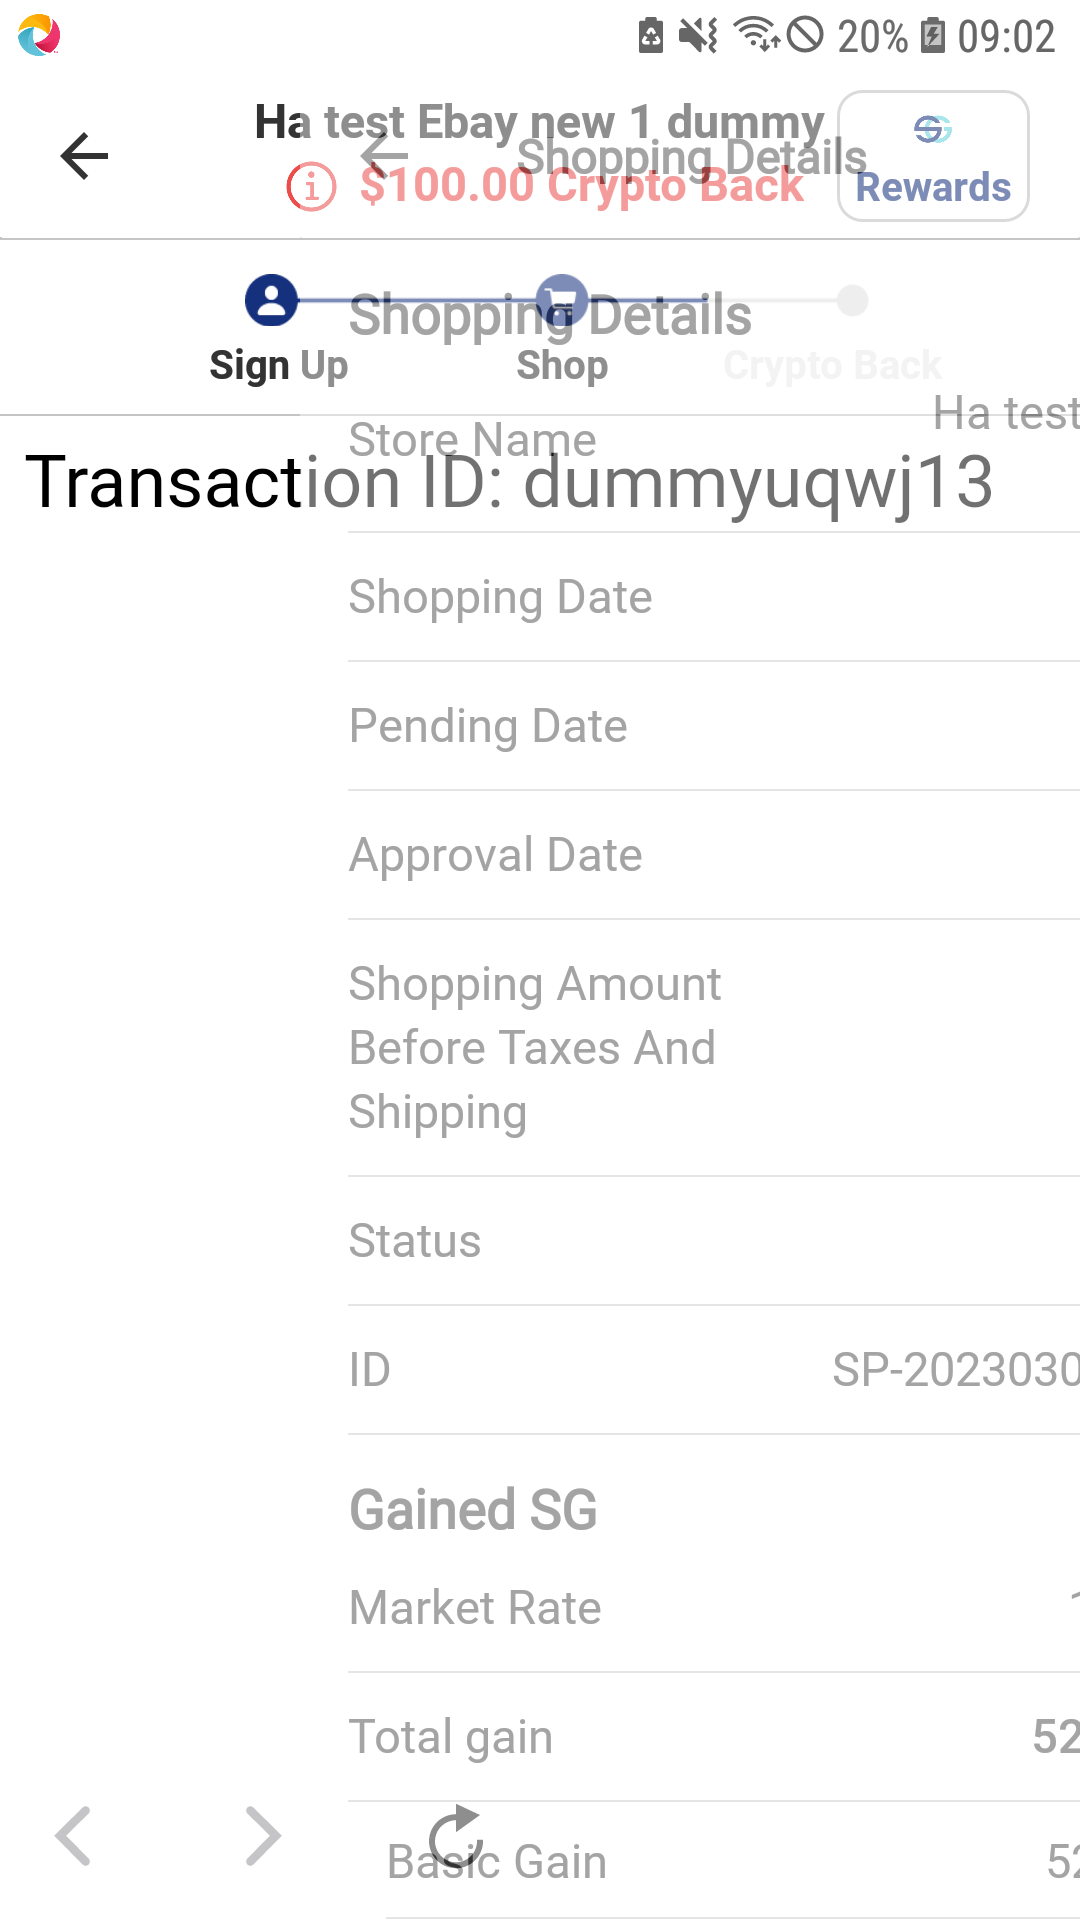 20% 09:02
Ha test Ebay new 1 dummy
Shopping Details
$100.00 Crypto Back
Rewards
Shopping Details
Sign Up
Shop
Crypto Back
Ha test
Store Name
Transaction ID: dummyuqwj13
Shopping Date
Pending Date
Approval Date
Shopping Amount
Before Taxes And
Shipping
Status
ID SP-2023030
Gained SG
Market Rate
Total gain 52
Basic Gain 52